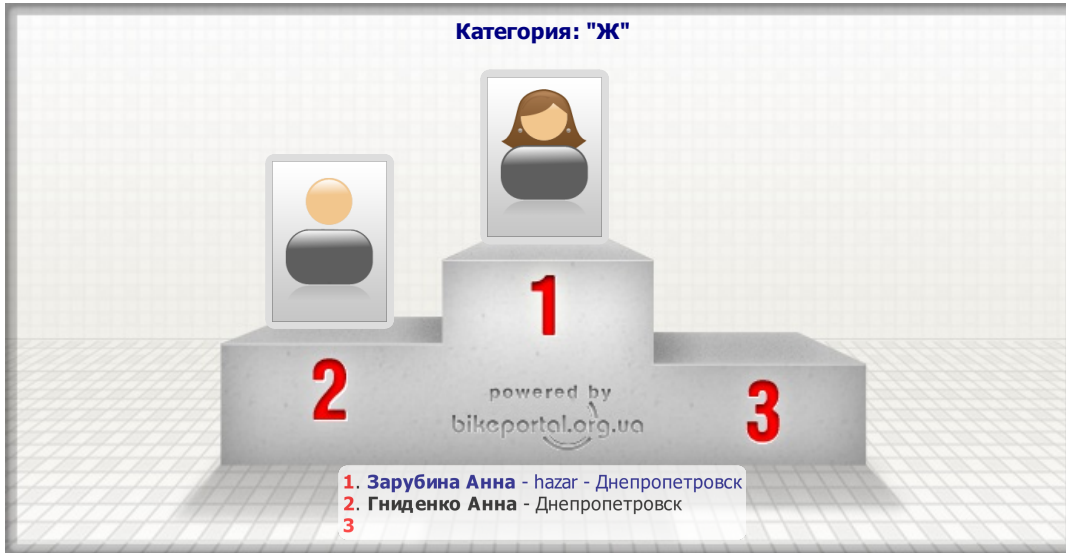 Категория: "Ж"
1
2
3
powered by
bikeportal.org.ua
1. Зарубина Анна - hazar - Днепропетровск
2. Гниденко Анна - Днепропетровск
3